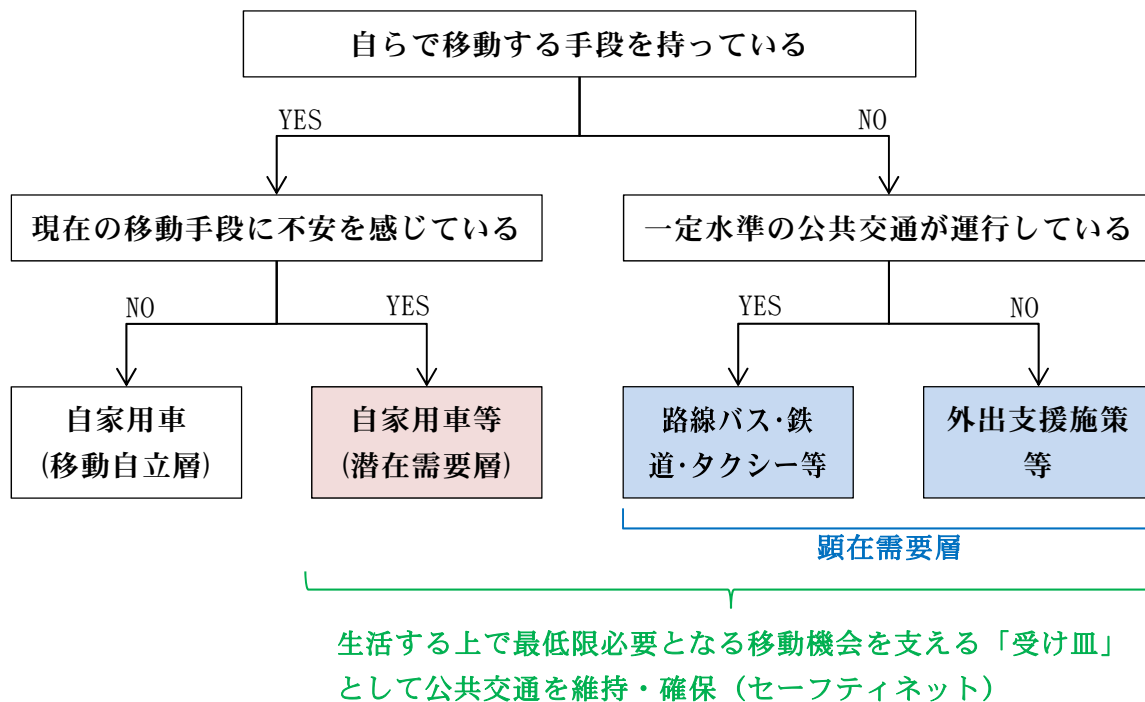 自らで移動する手段を持っている
YES
NO
現在の移動手段に不安を感じている
一定水準の公共交通が運行している
NO
YES
YES
NO
自家用車
(移動自立層)
自家用車等
(潜在需要層)
路線バス・鉄
道・タクシー等
外出支援施策
等
顕在需要層
生活する上で最低限必要となる移動機会を支える「受け皿」
として公共交通を維持・確保（セーフティネット）